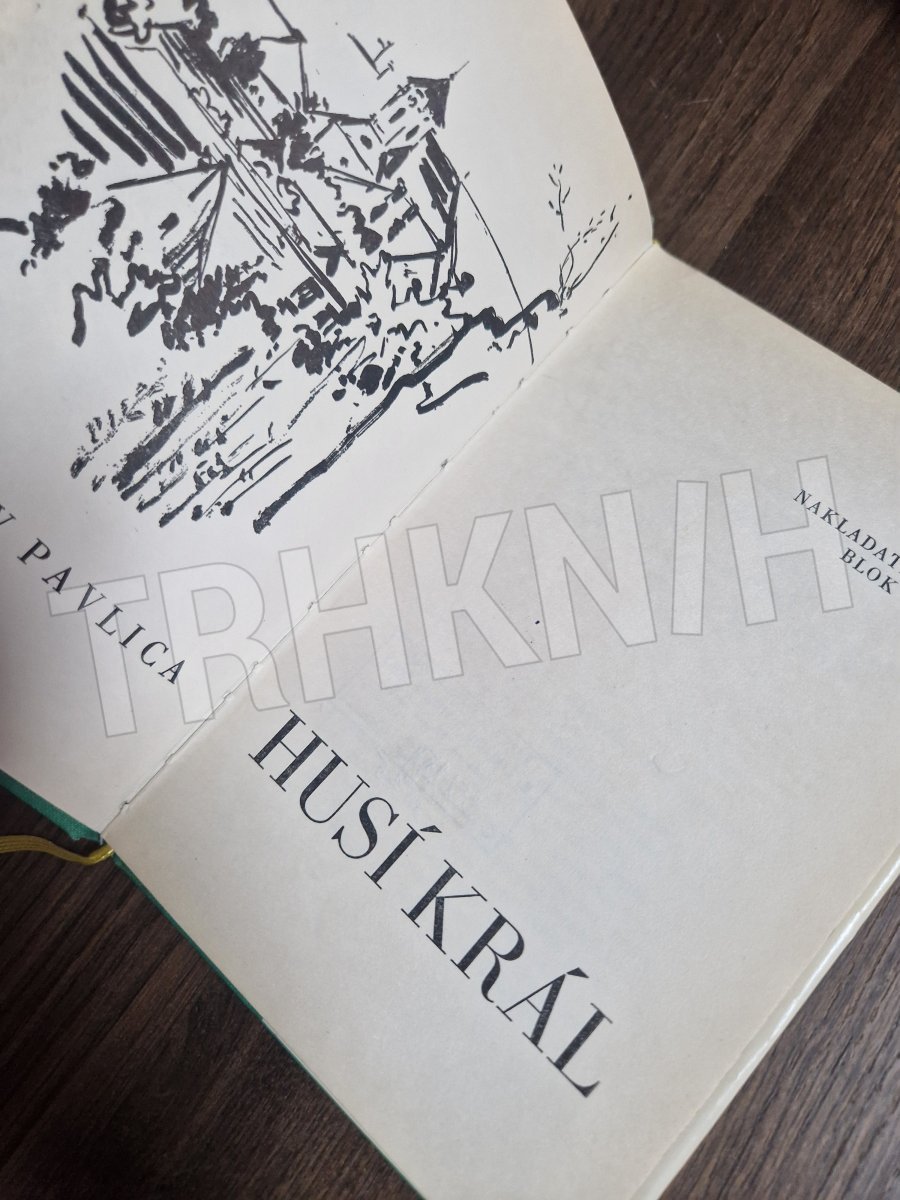 V PAVLICA
HUSÍ KRÁL
NAKLADAT
BLOK
TRHKNIH